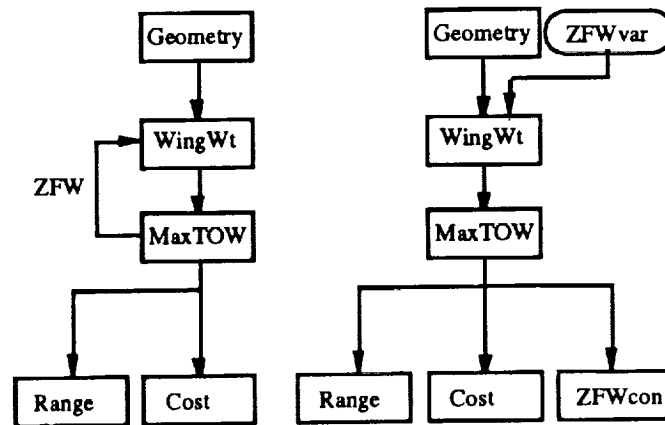 Geometry
Geometry
ZFWvar
WingWt
WingWt
ZFW
MaxTOW
MaxTOW
Range
Cost
Range
Cost
ZFWcon